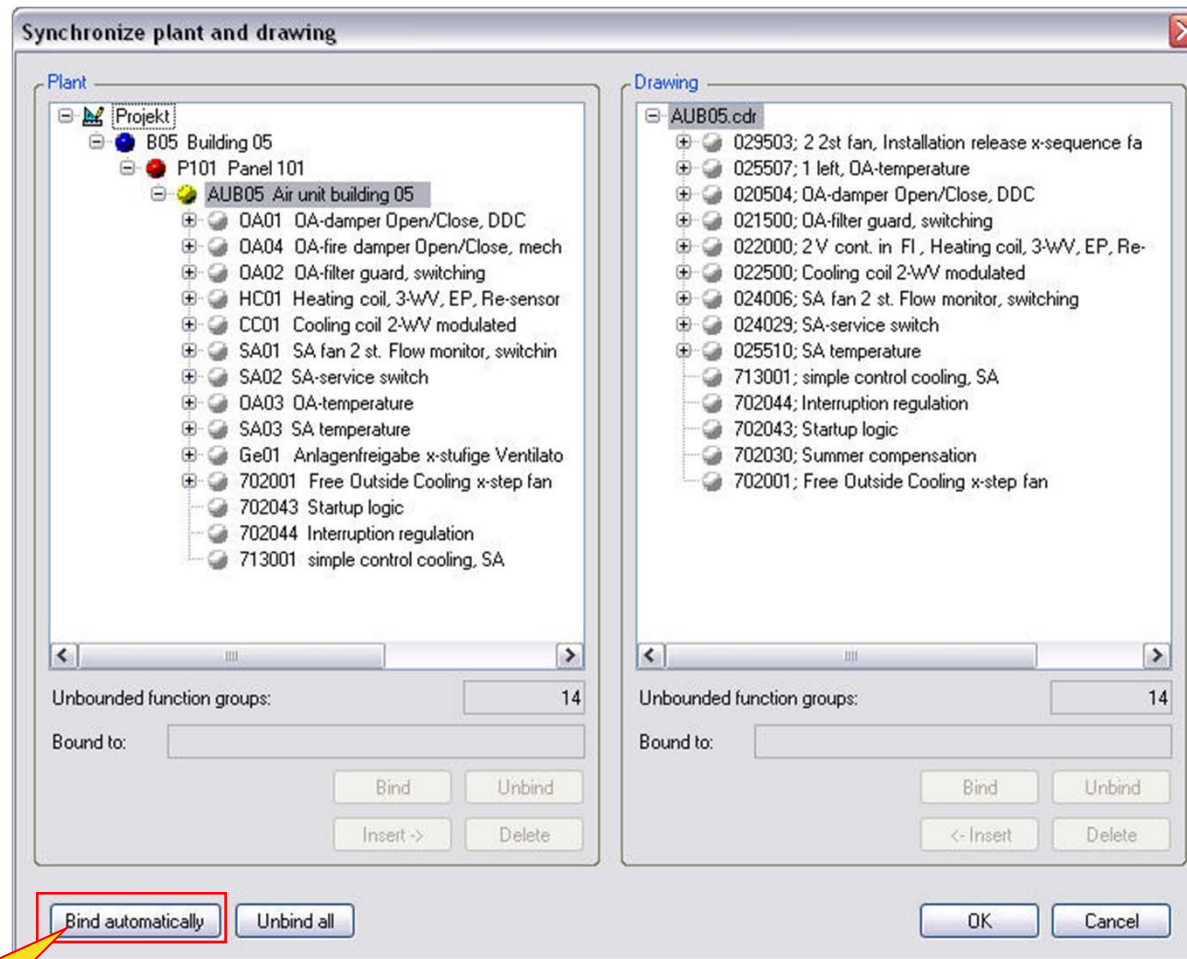 Synchronize plant and drawing
Plant
Projekt
B05 Building 05
P101 Panel 101
AUB05 Air unit building 05
OA01 OA-damper Open/Close, DDC
OA04 OA-fire damper Open/Close, mech
OA02 OA-filter guard, switching
HC01 Heating coil, 3-WV, EP, Re-sensor
CC01 Cooling coil 2-WV modulated
SA01 SA fan 2 st. Flow monitor, switchin
SA02 SA-service switch
OA03 OA-temperature
SA03 SA temperature
Ge01 Anlagenfreigabe x-stufige Ventilato
702001 Free Outside Cooling x-step fan
702043 Startup logic
702044 Interruption regulation
713001 simple control cooling, SA
Unbounded function groups: 14
Bound to:
Bind Unbind
Insert -> Delete
Drawing
AUB05.cdr
029503; 2 2st fan, Installation release x-sequence fa
025507; 1 left, OA-temperature
020504; OA-damper Open/Close, DDC
021500; OA-filter guard, switching
022000; 2 V cont. in FI , Heating coil, 3-WV, EP, Re-
022500; Cooling coil 2-WV modulated
024006; SA fan 2 st. Flow monitor, switching
024029; SA-service switch
025510; SA temperature
713001; simple control cooling, SA
702044; Interruption regulation
702043; Startup logic
702030; Summer compensation
702001; Free Outside Cooling x-step fan
Unbounded function groups: 14
Bound to:
Bind Unbind
<- Insert Delete
Bind automatically Unbind all OK Cancel